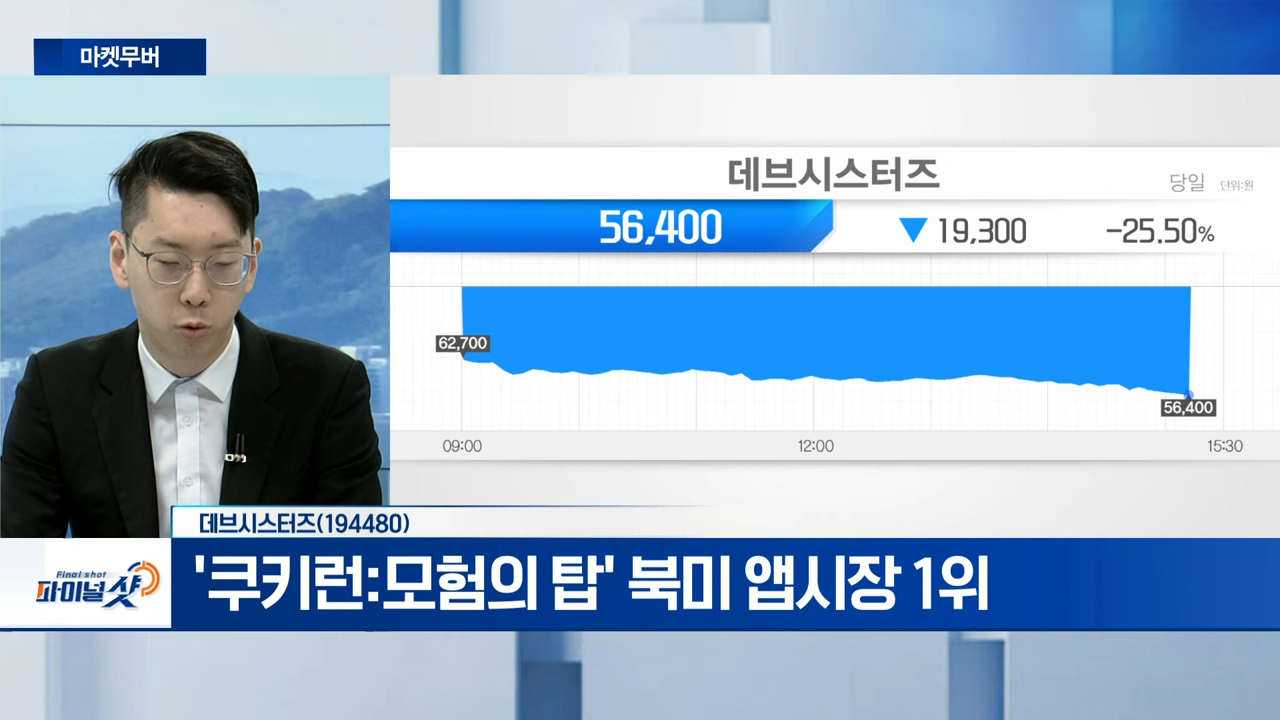 마켓무버
데브시스터즈
당일 단위:원
56,400 ▼ 19,300 -25.50%
62,700
56,400
09:00 12:00 15:30
데브시스터즈(194480)
Final shot
파이널샷
'쿠키런:모험의 탑' 북미 앱시장 1위